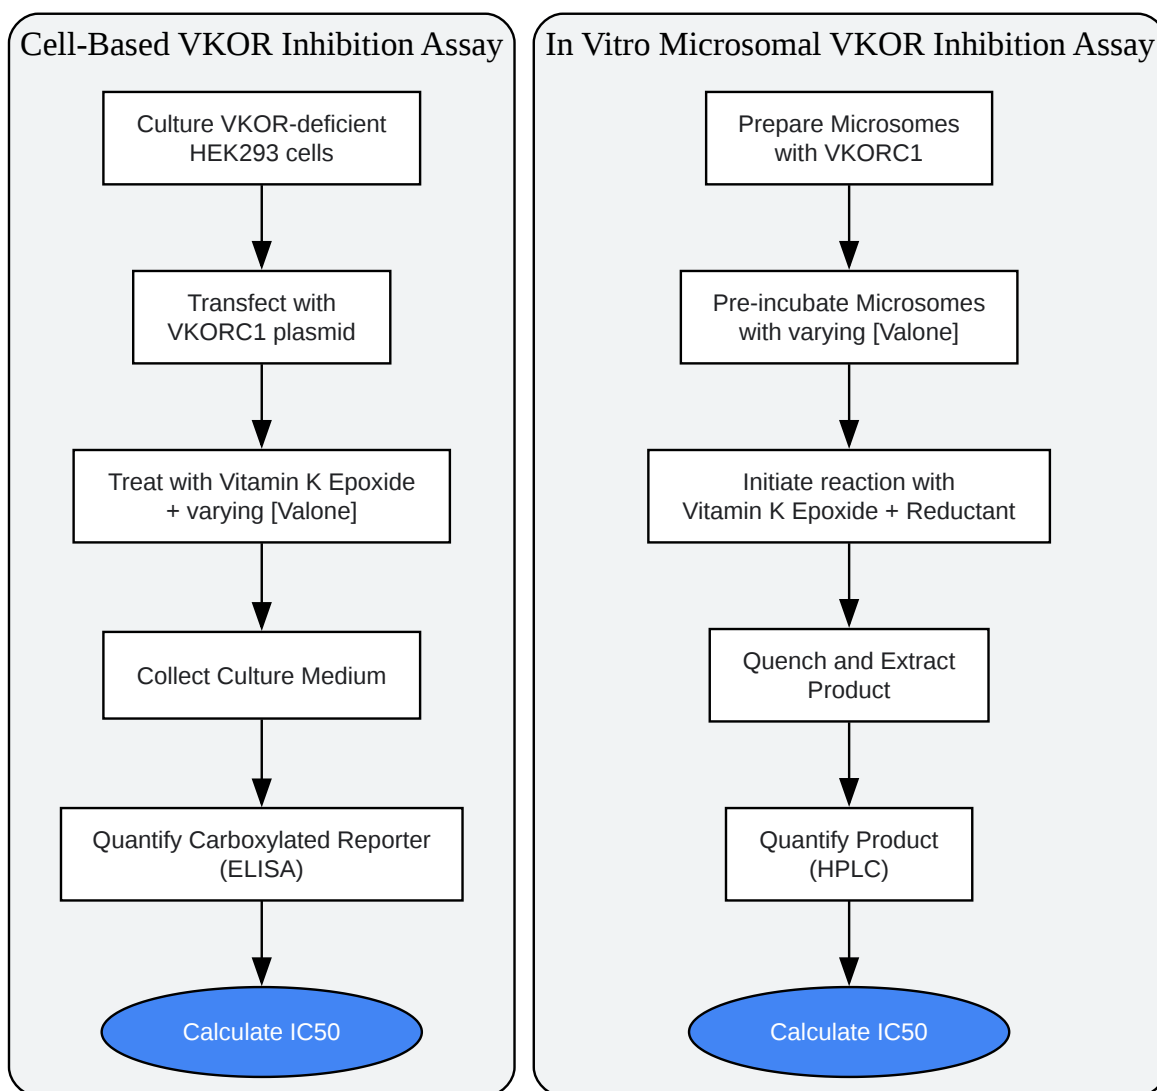 Cell-Based VKOR Inhibition Assay
Culture VKOR-deficient
HEK293 cells
Transfect with
VKORC1 plasmid
Treat with Vitamin K Epoxide
+ varying [Valone]
Collect Culture Medium
Quantify Carboxylated Reporter
(ELISA)
Calculate IC50
In Vitro Microsomal VKOR Inhibition Assay
Prepare Microsomes
with VKORC1
Pre-incubate Microsomes
with varying [Valone]
Initiate reaction with
Vitamin K Epoxide + Reductant
Quench and Extract
Product
Quantify Product
(HPLC)
Calculate IC50